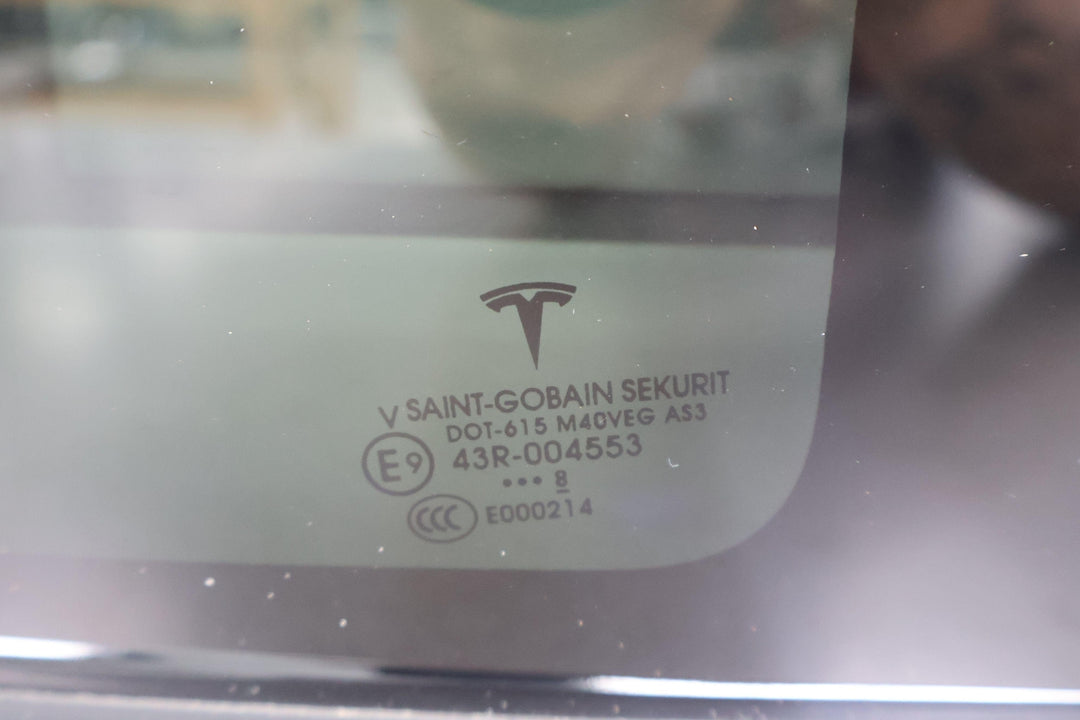 V SAINT-GOBAIN SEKURIT
DOT-615 M40VEG AS3
E9 43R-004553
••• 8
CCC E000214